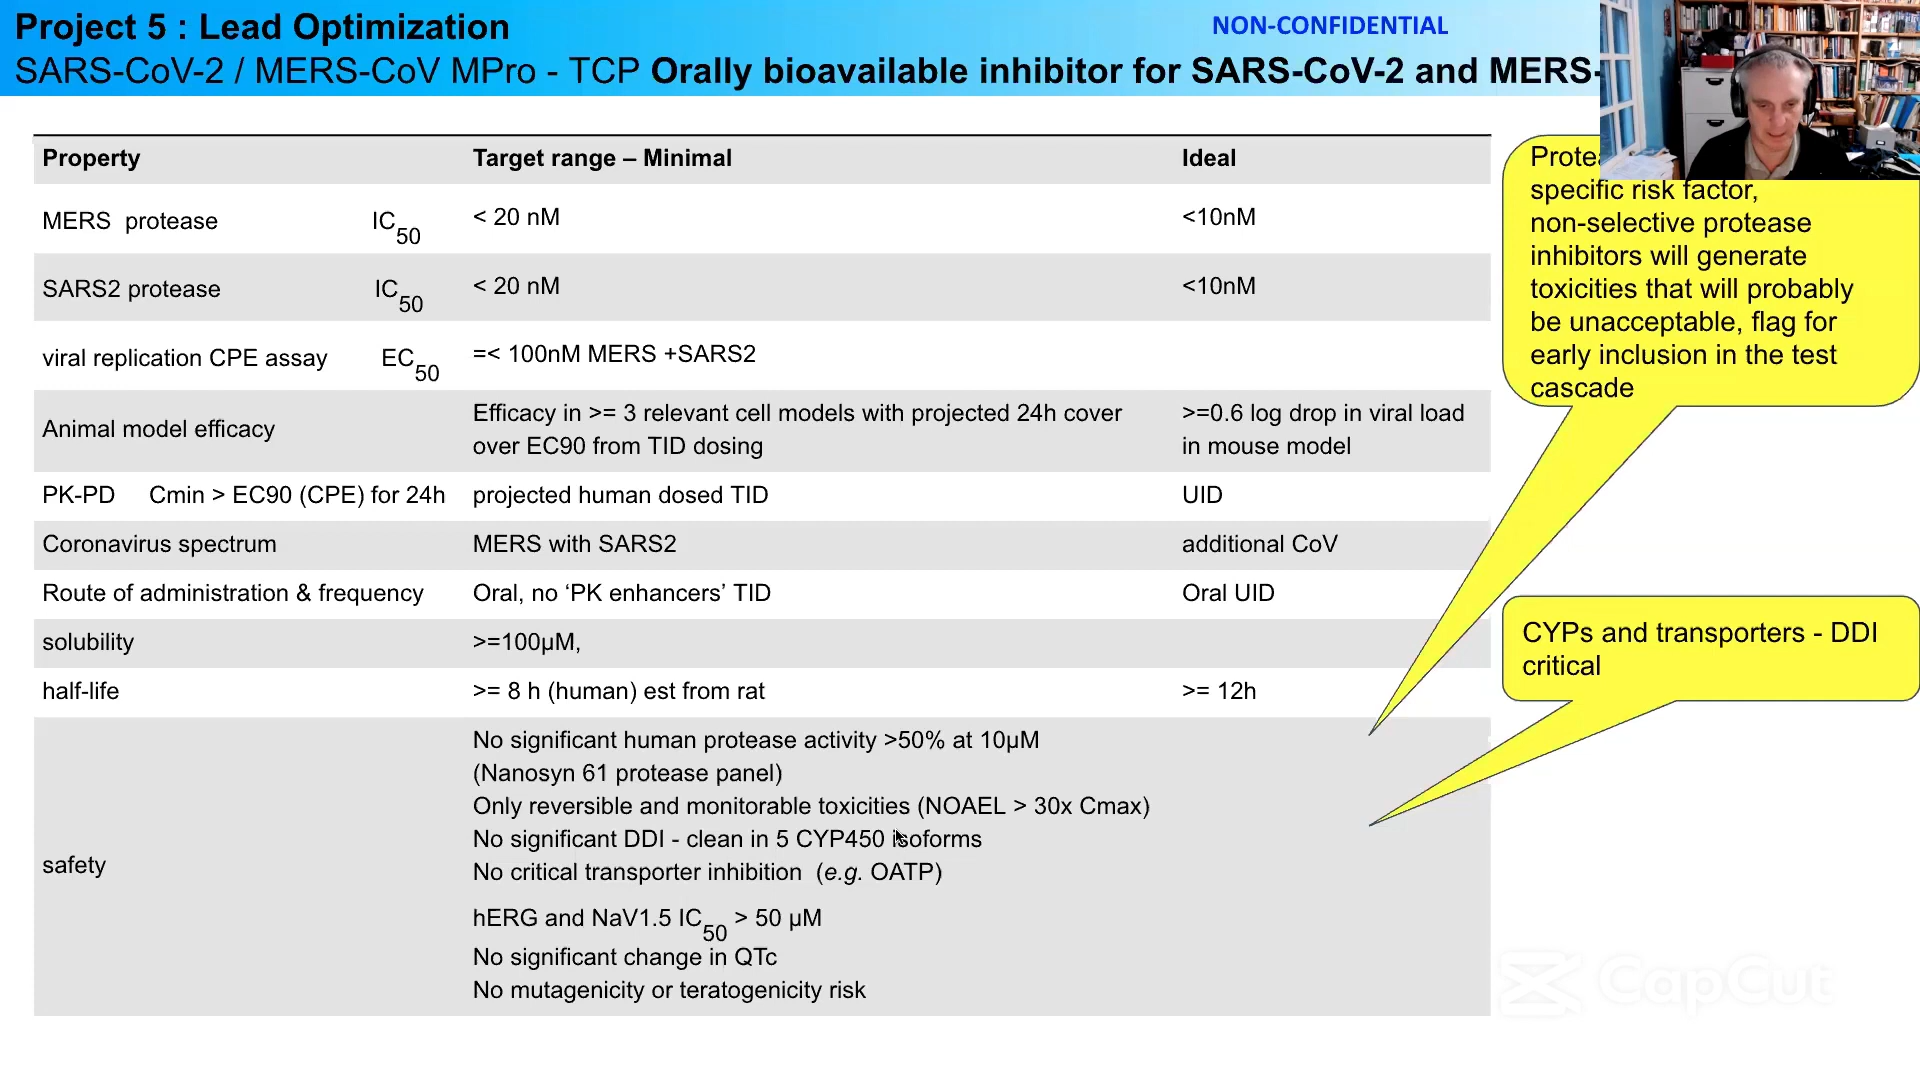 Project 5 : Lead Optimization
NON-CONFIDENTIAL
SARS-CoV-2 / MERS-CoV MPro - TCP Orally bioavailable inhibitor for SARS-CoV-2 and MERS-
Property Target range – Minimal Ideal
MERS protease IC50 < 20 nM <10nM
SARS2 protease IC50 < 20 nM <10nM
viral replication CPE assay EC50 =< 100nM MERS +SARS2
Animal model efficacy
Efficacy in >= 3 relevant cell models with projected 24h cover
over EC90 from TID dosing
>=0.6 log drop in viral load
in mouse model
PK-PD Cmin > EC90 (CPE) for 24h projected human dosed TID UID
Coronavirus spectrum MERS with SARS2 additional CoV
Route of administration & frequency Oral, no ‘PK enhancers’ TID Oral UID
solubility >=100µM,
half-life >= 8 h (human) est from rat >= 12h
safety
No significant human protease activity >50% at 10µM
(Nanosyn 61 protease panel)
Only reversible and monitorable toxicities (NOAEL > 30x Cmax)
No significant DDI - clean in 5 CYP450 isoforms
No critical transporter inhibition (e.g. OATP)
hERG and NaV1.5 IC50 > 50 µM
No significant change in QTc
No mutagenicity or teratogenicity risk
specific risk factor,
non-selective protease
inhibitors will generate
toxicities that will probably
be unacceptable, flag for
early inclusion in the test
cascade
CYPs and transporters - DDI
critical
CapCut